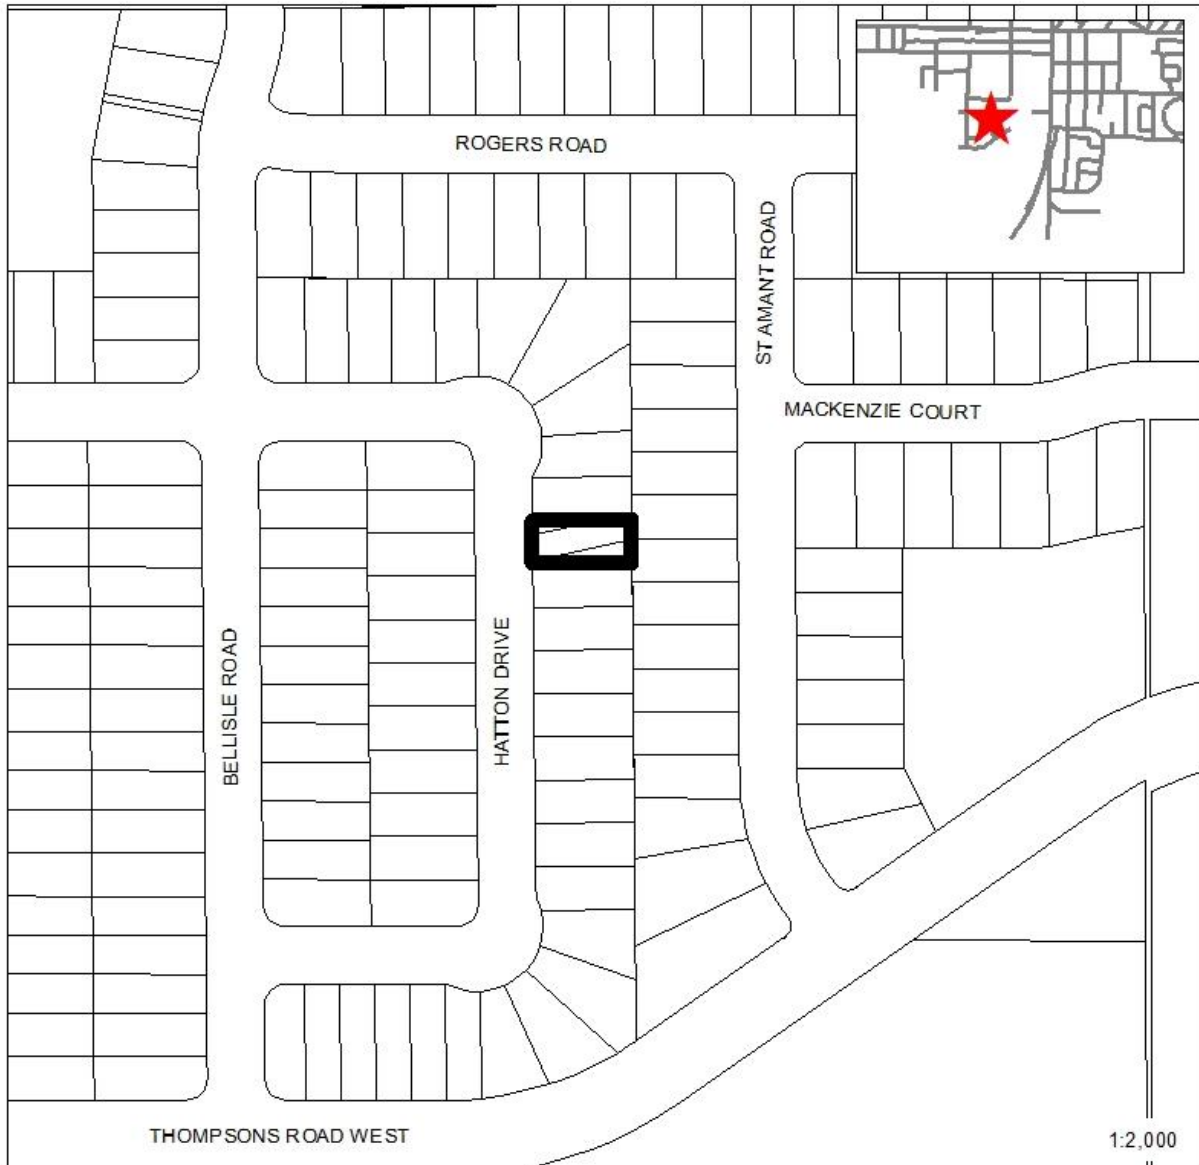 ROGERS ROAD
ST AMANT ROAD
MACKENZIE COURT
HATTON DRIVE
BELLISLE ROAD
THOMPSONS ROAD WEST
1:2,000